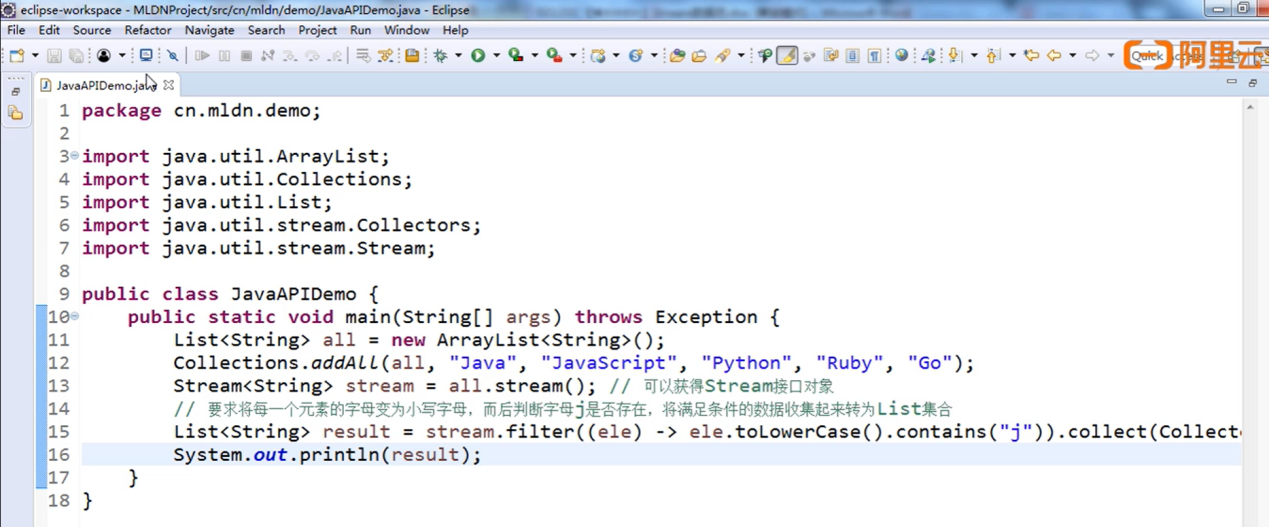 eclipse-workspace - MLDNProject/src/cn/mldn/demo/JavaAPIDemo.java - Eclipse
File Edit Source Refactor Navigate Search Project Run Window Help
Quick 阿里云
JavaAPIDemo.java
1 package cn.mldn.demo;
2
3 import java.util.ArrayList;
4 import java.util.Collections;
5 import java.util.List;
6 import java.util.stream.Collectors;
7 import java.util.stream.Stream;
8
9 public class JavaAPIDemo {
10 public static void main(String[] args) throws Exception {
11 List<String> all = new ArrayList<String>();
12 Collections.addAll(all, "Java", "JavaScript", "Python", "Ruby", "Go");
13 Stream<String> stream = all.stream(); // 可以获得Stream接口对象
14 // 要求将每一个元素的字母变为小写字母，而后判断字母j是否存在，将满足条件的数据收集起来转为List集合
15 List<String> result = stream.filter((ele) -> ele.toLowerCase().contains("j")).collect(Collect
16 System.out.println(result);
17 }
18 }